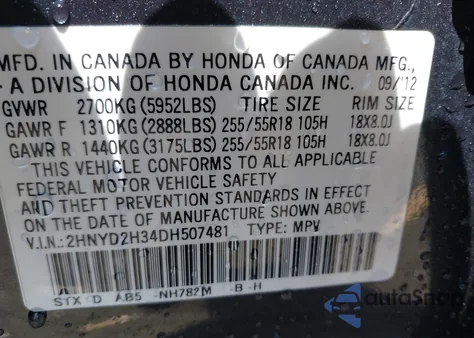 MFD. IN CANADA BY HONDA OF CANADA MFG.,
A DIVISION OF HONDA CANADA INC. 09/'12
GVWR 2700KG (5952LBS) TIRE SIZE RIM SIZE
GAWR F 1310KG (2888LBS) 255/55R18 105H 18X8.0J
GAWR R 1440KG (3175LBS) 255/55R18 105H 18X8.0J
THIS VEHICLE CONFORMS TO ALL APPLICABLE
FEDERAL MOTOR VEHICLE SAFETY
AND THEFT PREVENTION STANDARDS IN EFFECT
ON THE DATE OF MANUFACTURE SHOWN ABOVE.
V.I.N.: 2HNYD2H34DH507481 TYPE: MPV
STX D AB5 -NH782M -B -H
AutoSnap